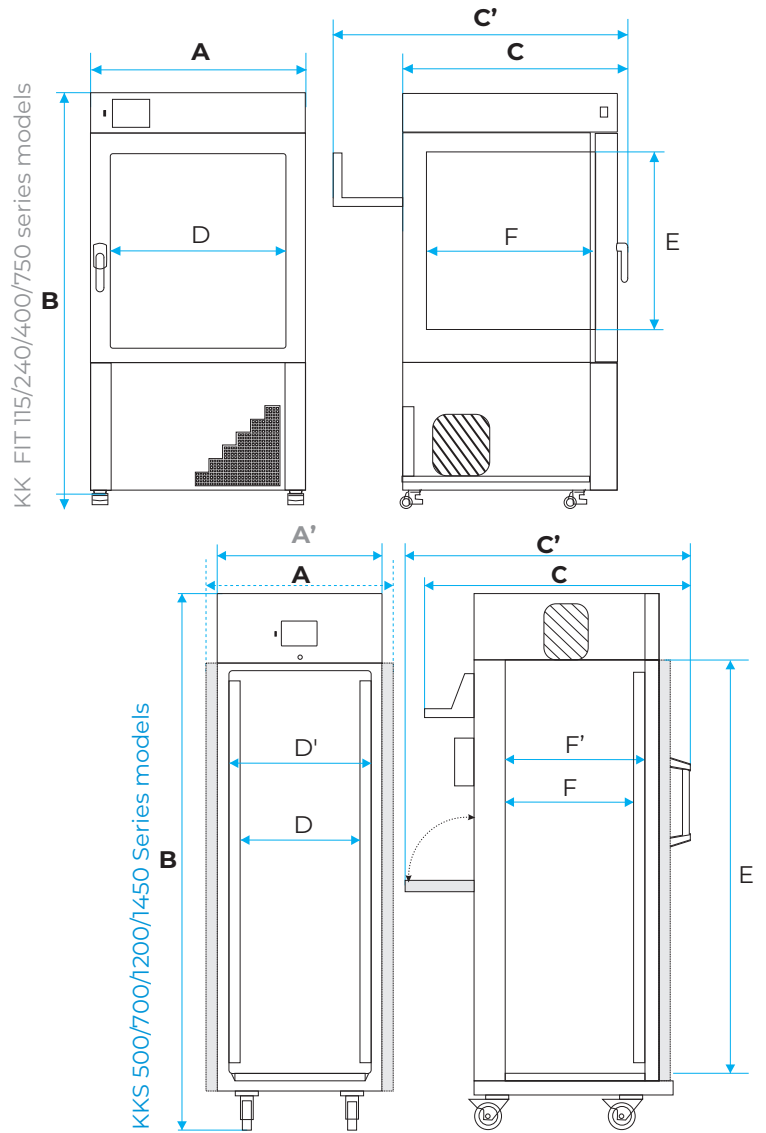 C’
A
C
KK FIT 115/240/400/750 series models
D
F
E
B
A’
C’
A
C
KKS 500/700/1200/1450 Series models
D'
F’
D
F
B
E